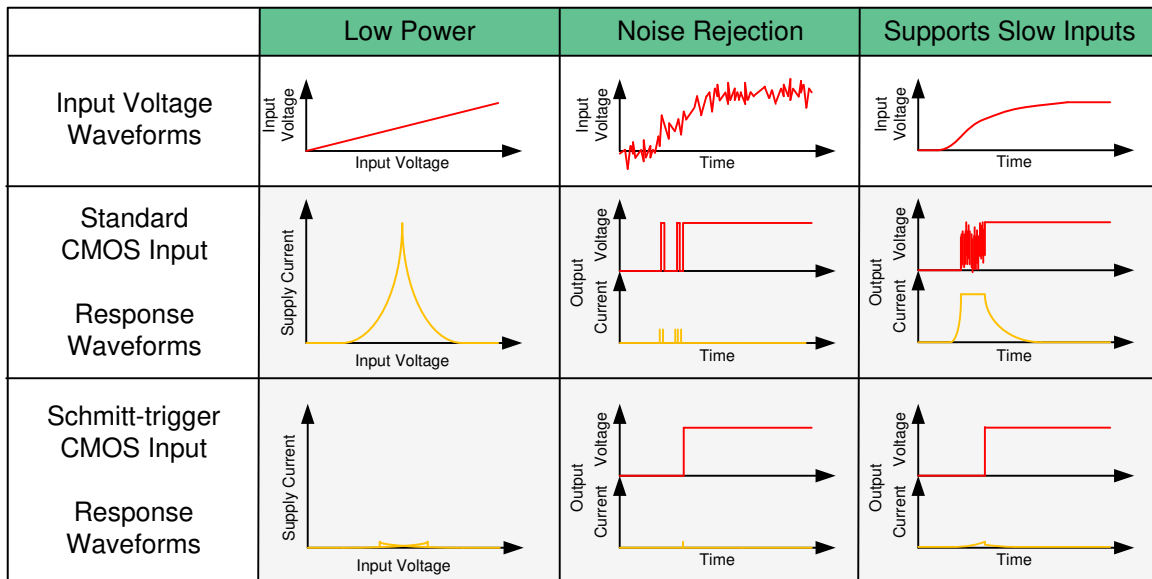 Low Power
Noise Rejection
Supports Slow Inputs
Input Voltage
Waveforms
Input
Voltage
Input Voltage
Input
Voltage
Time
Input
Voltage
Time
Standard
CMOS Input
Response
Waveforms
Supply Current
Input Voltage
Output
Voltage
Current
Time
Output
Voltage
Current
Time
Schmitt-trigger
CMOS Input
Response
Waveforms
Supply Current
Input Voltage
Output
Voltage
Current
Time
Output
Voltage
Current
Time